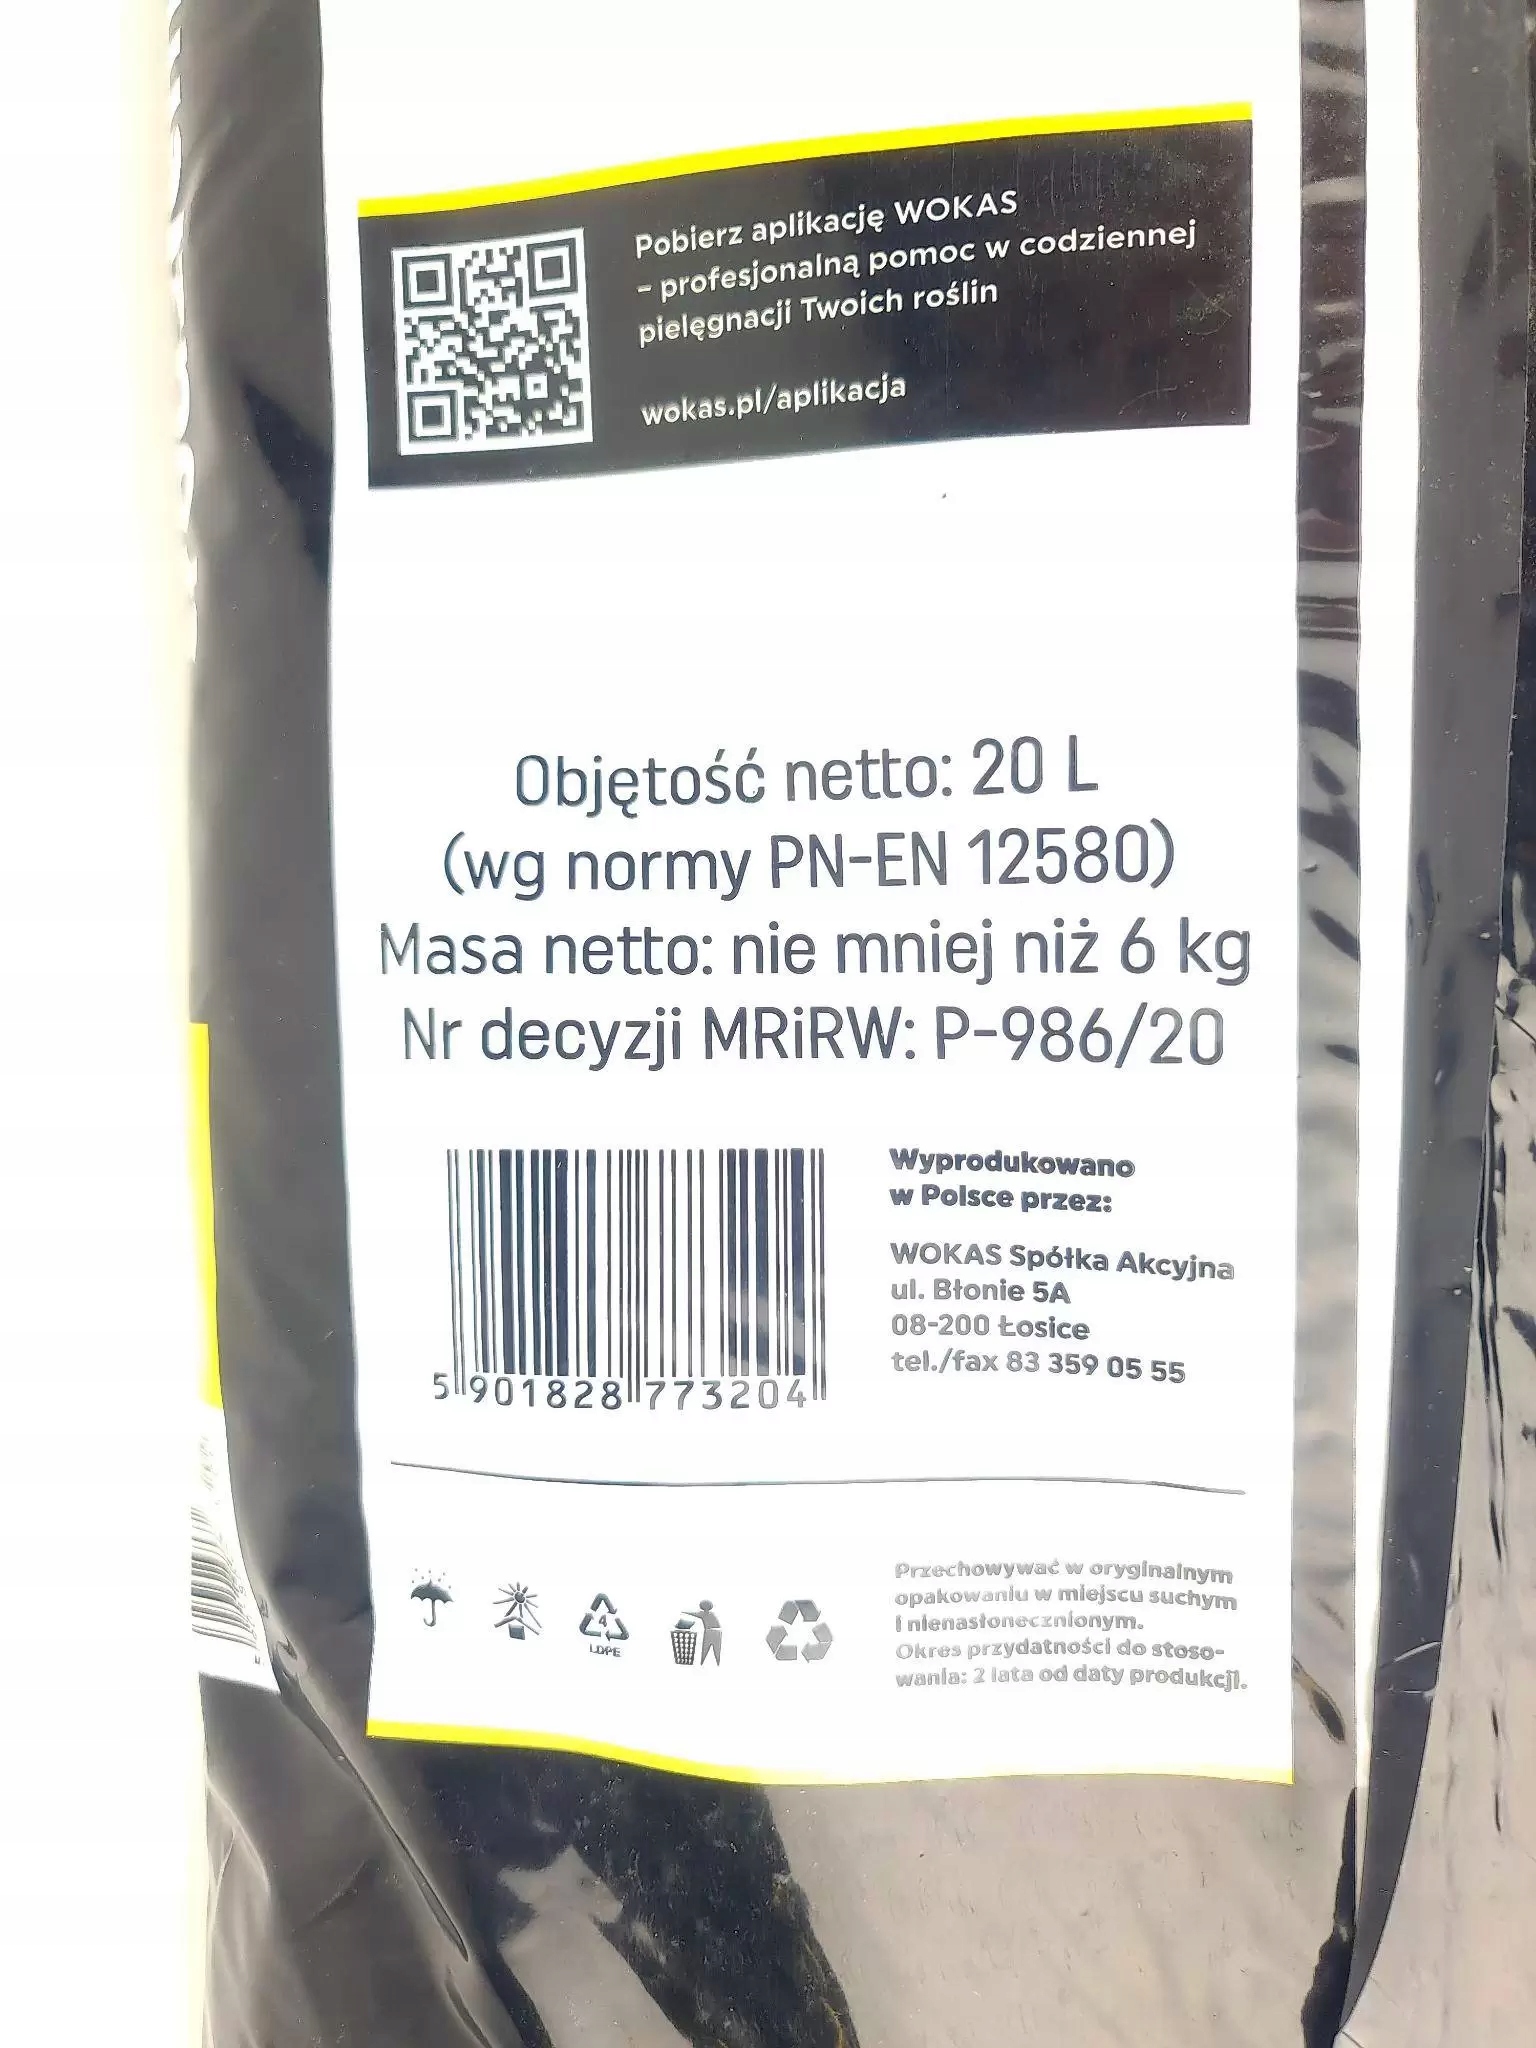 Pobierz aplikację WOKAS
– profesjonalną pomoc w codziennej
pielęgnacji Twoich roślin
wokas.pl/aplikacja
Objętość netto: 20 L
(wg normy PN-EN 12580)
Masa netto: nie mniej niż 6 kg
Nr decyzji MRiRW: P-986/20
5 901828 773204
Wyprodukowano
w Polsce przez:
WOKAS Spółka Akcyjna
ul. Błonie 5A
08-200 Łosice
tel./fax 83 359 05 55
4
LDPE
Przechowywać w oryginalnym
opakowaniu w miejscu suchym
i nienasłonecznionym.
Okres przydatności do stoso-
wania: 2 lata od daty produkcji.